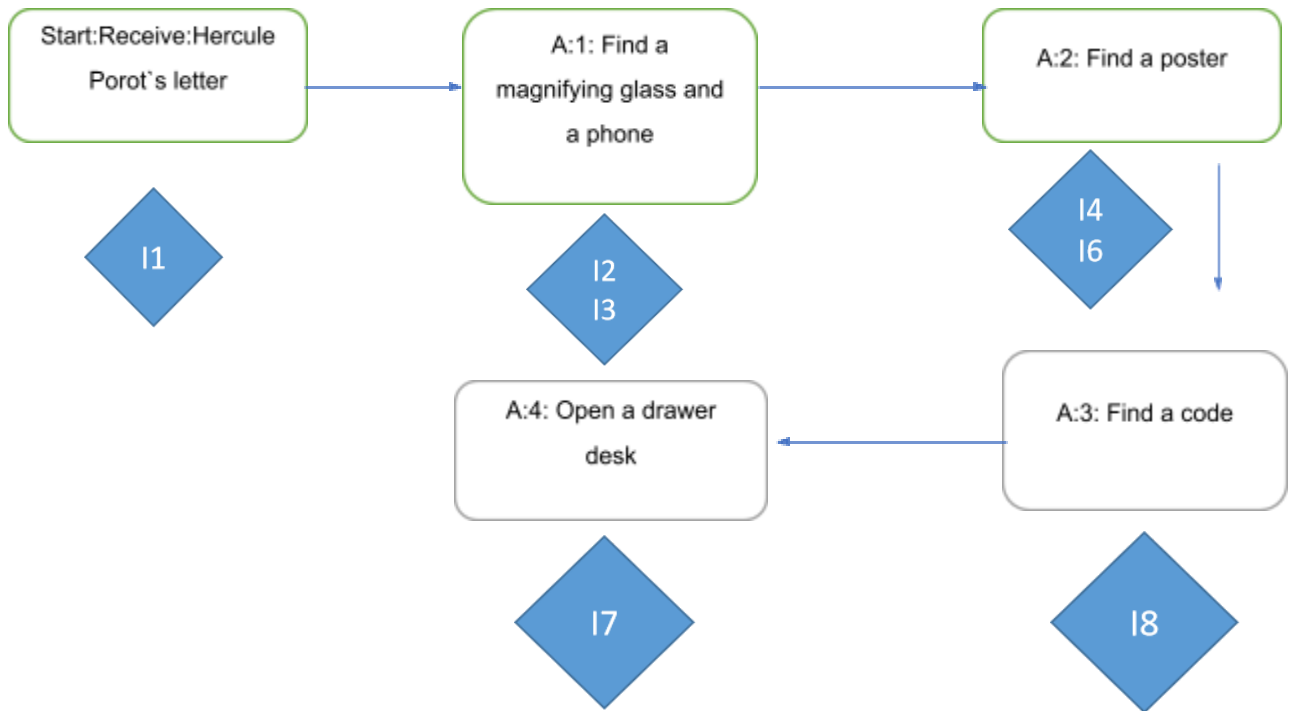 Start:Receive:Hercule
Porot`s letter
A:1: Find a
magnifying glass and
a phone
A:2: Find a poster
I1
I2
I3
I4
I6
A:4: Open a drawer
desk
A:3: Find a code
I7
I8